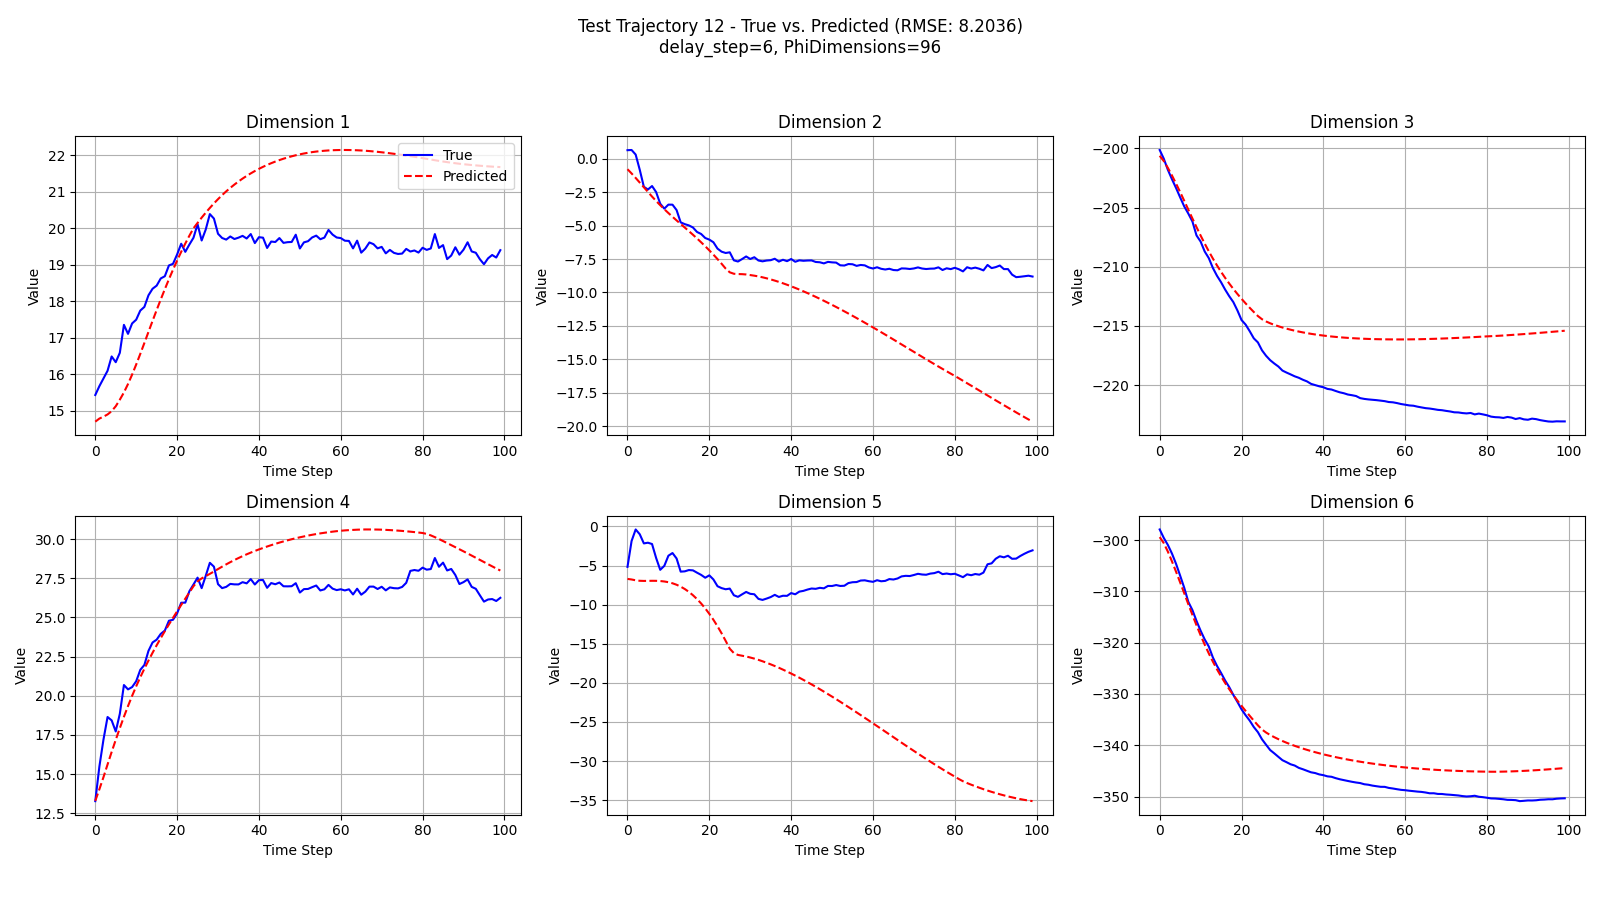 Test Trajectory 12 - True vs. Predicted (RMSE: 8.2036)
delay_step=6, PhiDimensions=96
Dimension 1
22
21
20
19
18
17
16
15
Value
0 20 40 60 80 100
Time Step
True
Predicted
Dimension 2
0.0
−2.5
−5.0
−7.5
−10.0
−12.5
−15.0
−17.5
−20.0
Value
0 20 40 60 80 100
Time Step
Dimension 3
−200
−205
−210
−215
−220
Value
0 20 40 60 80 100
Time Step
Dimension 4
30.0
27.5
25.0
22.5
20.0
17.5
15.0
12.5
Value
0 20 40 60 80 100
Time Step
Dimension 5
0
−5
−10
−15
−20
−25
−30
−35
Value
0 20 40 60 80 100
Time Step
Dimension 6
−300
−310
−320
−330
−340
−350
Value
0 20 40 60 80 100
Time Step